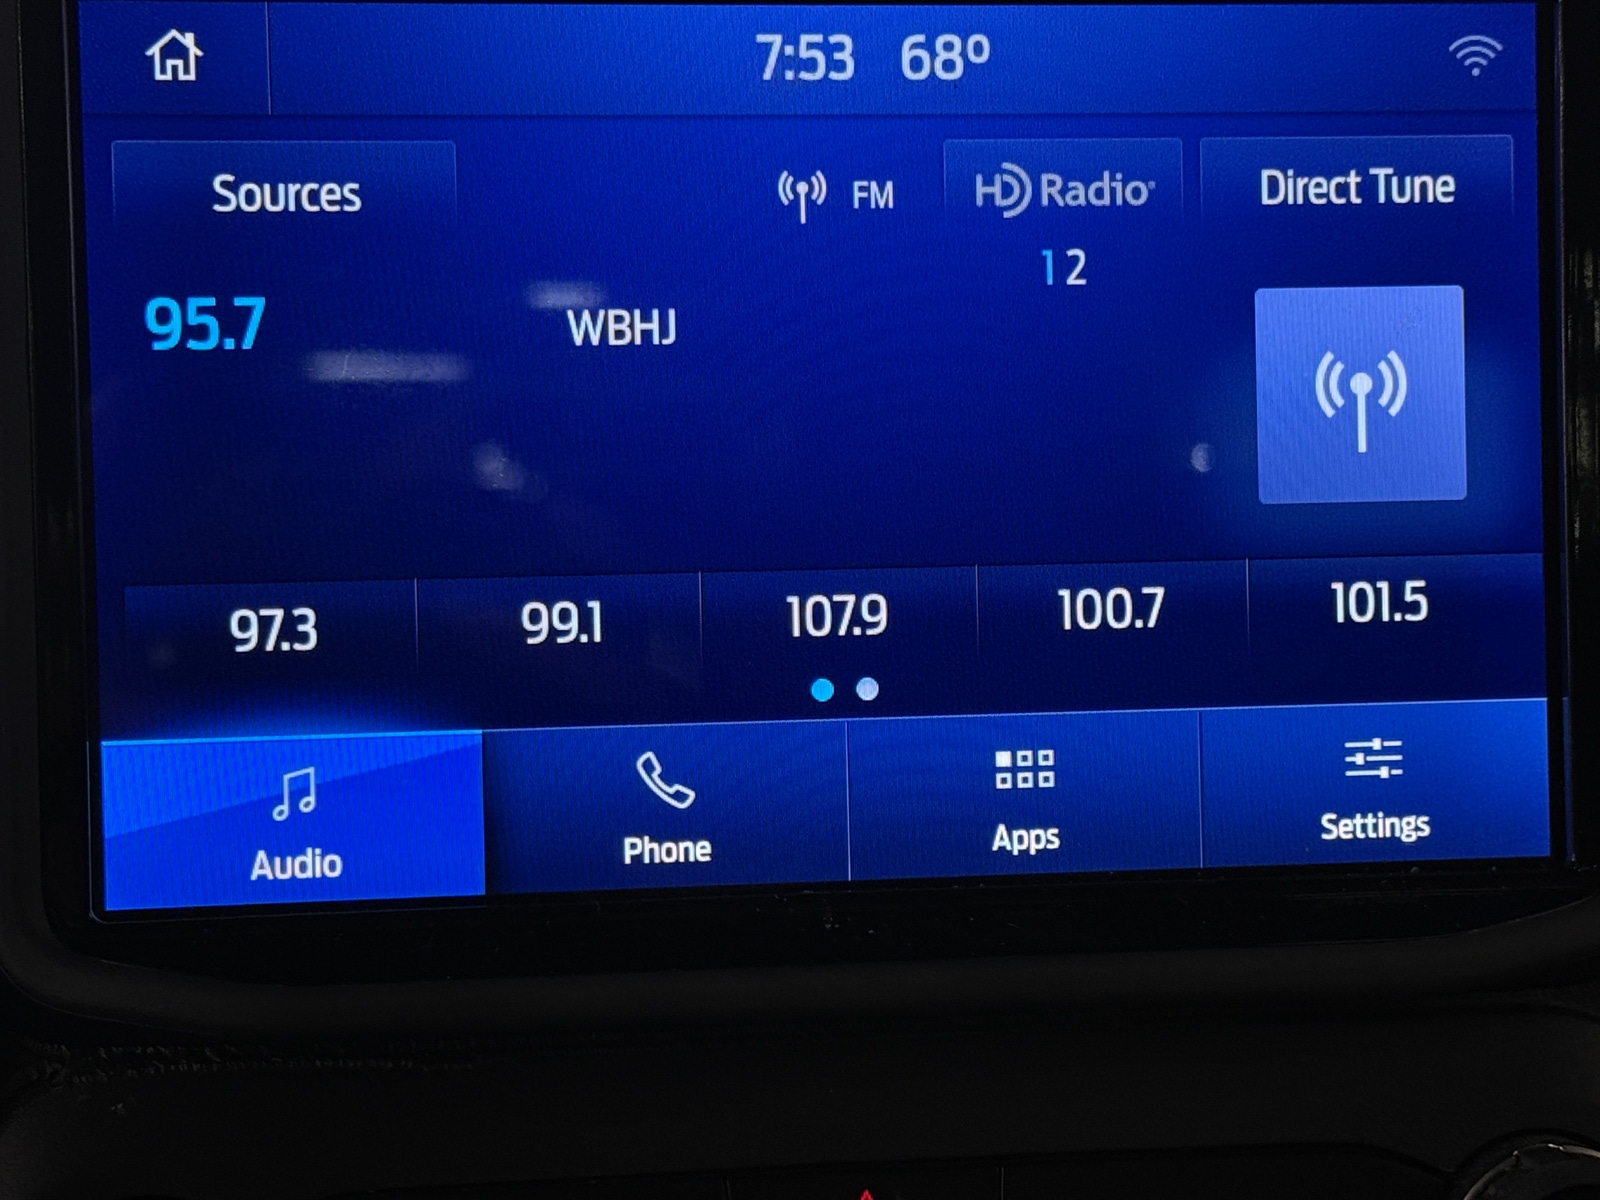 7:53 68º
Sources
FM
HD Radio
Direct Tune
1 2
95.7
WBHJ
97.3
99.1
107.9
100.7
101.5
Audio
Phone
Apps
Settings